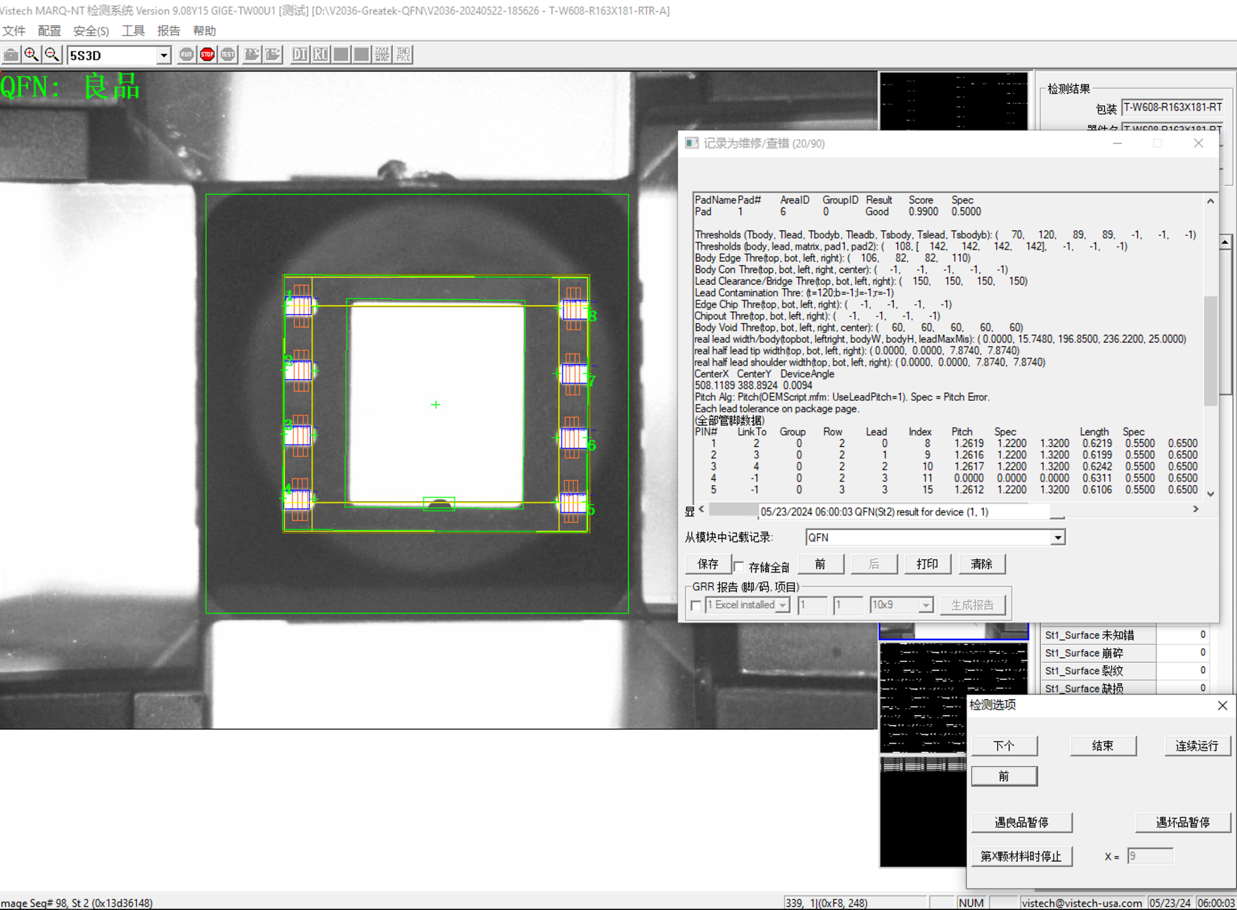 Vistech MARQ-NT 检测系统 Version 9.08Y15 GIGE-TW00U1 [测试] [D:\V2036-Greatek-QFN\V2036-20240522-185626 - T-W608-R163X181-RTR-A]
文件 配置 安全(S) 工具 报告 帮助
5S3D STOP
QFN: 良品
检测结果
包装 T-W608-R163X181-RT
器件名 T-W608-R163X181-RT
记录为维修/查错 (20/90)
PadName Pad# AreaID GroupID Result Score Spec
Pad 1 6 0 Good 0.9900 0.5000
Thresholds (Tbody, Tlead, Tbodyb, Tleadb, Tsbody, Tslead, Tsbodyb): ( 70, 120, 89, 89, -1, -1, -1)
Thresholds (body, lead, matrix, pad1, pad2): ( 108, [ 142, 142, 142, 142], -1, -1, -1)
Body Edge Thre(top, bot, left, right): ( 106, 82, 82, 110)
Body Con Thre(top, bot, left, right, center): ( -1, -1, -1, -1, -1)
Lead Clearance/Bridge Thre(top, bot, left, right): ( 150, 150, 150, 150)
Lead Contamination Thre: (t=120;b=-1;l=-1;r=-1)
Edge Chip Thre(top, bot, left, right): ( -1, -1, -1, -1)
Chipout Thre(top, bot, left, right): ( -1, -1, -1, -1)
Body Void Thre(top, bot, left, right, center): ( 60, 60, 60, 60, 60)
real lead width/body(topbot, leftright, bodyW, bodyH, leadMaxMis): ( 0.0000, 15.7480, 196.8500, 236.2200, 25.0000)
real half lead tip width(top, bot, left, right): ( 0.0000, 0.0000, 7.8740, 7.8740)
real half lead shoulder width(top, bot, left, right): ( 0.0000, 0.0000, 7.8740, 7.8740)
CenterX CenterY DeviceAngle
508.1189 388.8924 0.0094
Pitch Alg: Pitch(OEMScript.mfm: UseLeadPitch=1). Spec = Pitch Error.
Each lead tolerance on package page.
(全部管脚数据)
PIN# LinkTo Group Row Lead Index Pitch Spec Length Spec
1 2 0 2 0 8 1.2619 1.2200 1.3200 0.6219 0.5500 0.6500
2 3 0 2 1 9 1.2616 1.2200 1.3200 0.6199 0.5500 0.6500
3 4 0 2 2 10 1.2617 1.2200 1.3200 0.6242 0.5500 0.6500
4 -1 0 2 3 11 0.0000 0.0000 0.0000 0.6311 0.5500 0.6500
5 -1 0 3 3 15 1.2612 1.2200 1.3200 0.6106 0.5500 0.6500
05/23/2024 06:00:03 QFN(St2) result for device (1, 1)
从模块中记载记录: QFN
保存 存储全部 前 后 打印 清除
GRR 报告 (脚/码, 项目)
1 Excel installed 1 1 10x9 生成报告
1
8
7
3
6
4
5
St1_Surface 未知错 0
St1_Surface 崩碎 0
St1_Surface 裂纹 0
St1_Surface 缺损 0
检测选项
下个 结束 连续运行
前
遇良品暂停 遇坏品暂停
第X颗材料时停止 X = 9
mage Seq# 98, St 2 (0x13d36148) 339, 1|(0xF8, 248) NUM vistech@vistech-usa.com 05/23/24 06:00:03